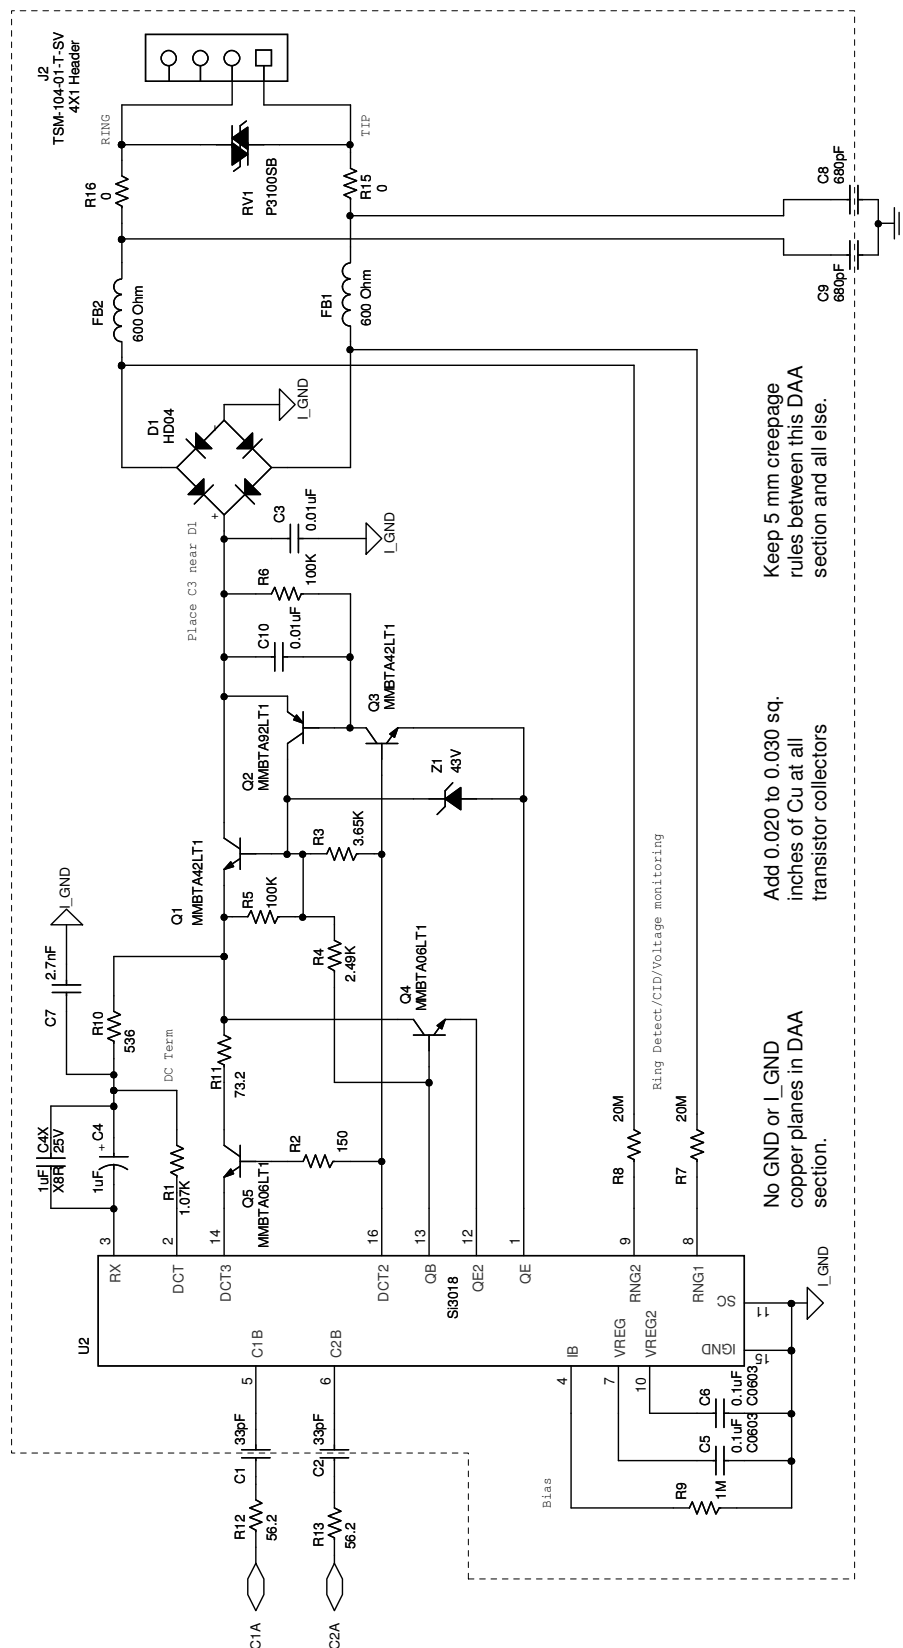 J2
TSM-104-01-T-SV
4X1 Header
RING
TIP
R16
0
RV1
P3100SB
R15
0
C8
680pF
C9
680pF
FB2
600 Ohm
FB1
600 Ohm
D1
HD04
-
+
I_GND
Place C3 near D1
C3
0.01uF
I_GND
R6
100K
C10
0.01uF
Q3
MMBTA42LT1
Q2
MMBTA92LT1
Z1
43V
Q1
MMBTA42LT1
R3
3.65K
R5
100K
R4
2.49K
Q4
MMBTA06LT1
I_GND
C7
2.7nF
R10
536
DC Term
R11
73.2
C4X
1uF
25V
X8R
+
C4
1uF
R1
1.07K
Q5
MMBTA06LT1
R2
150
R8
20M
R7
20M
Ring Detect/CID/Voltage monitoring
Keep 5 mm creepage
rules between this DAA
section and all else.
Add 0.020 to 0.030 sq.
inches of Cu at all
transistor collectors
No GND or I_GND
copper planes in DAA
section.
U2
Si3018
3
RX
2
DCT
14
DCT3
16
DCT2
13
QB
12
QE2
1
QE
9
RNG2
8
RNG1
SC
11
IGND
15
I_GND
C1B
5
C2B
6
IB
4
VREG
7
VREG2
10
C1
33pF
C2
33pF
R12
56.2
R13
56.2
C1A
C2A
Bias
R9
1M
C5
0.1uF
C0603
C6
0.1uF
C0603